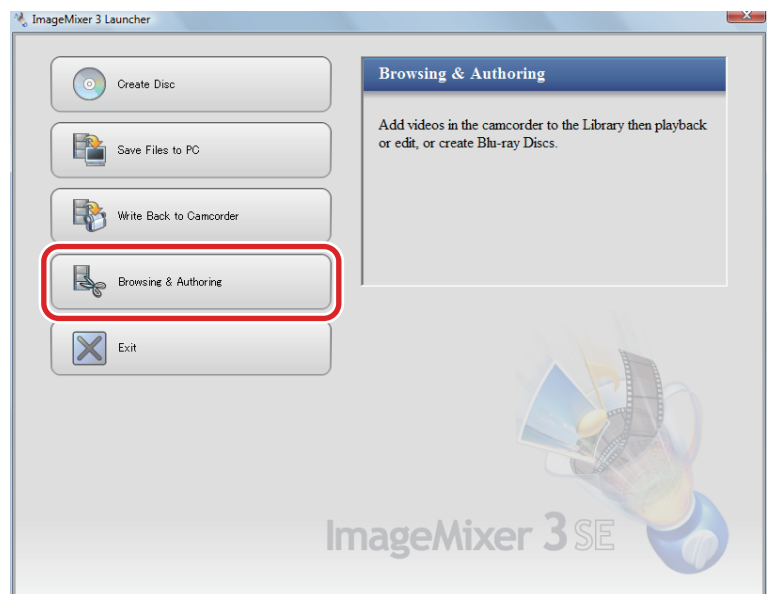 ImageMixer 3 Launcher
Create Disc
Save Files to PC
Write Back to Camcorder
Browsing & Authoring
Exit
Browsing & Authoring
Add videos in the camcorder to the Library then playback
or edit, or create Blu-ray Discs.
ImageMixer 3 SE